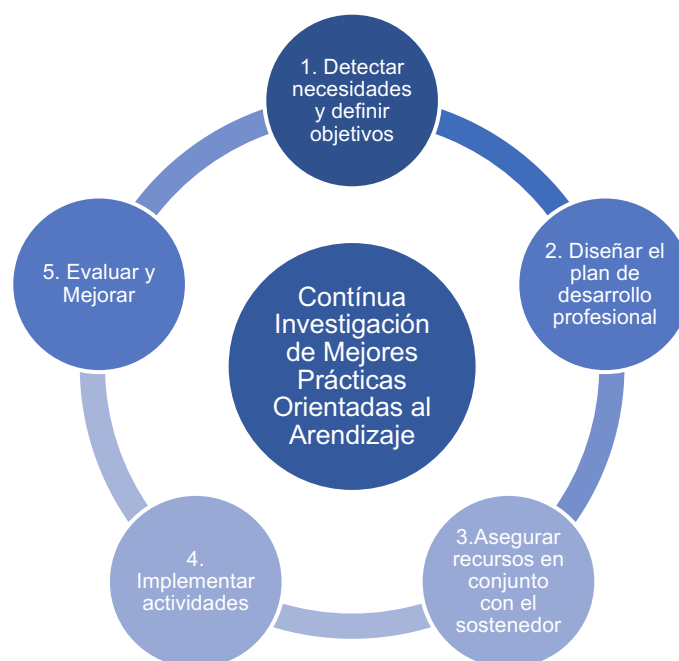 1. Detectar
necesidades
y definir
objetivos
2. Diseñar el
plan de
desarrollo
profesional
3.Asegurar
recursos en
conjunto
con el
sostenedor
4.
Implementar
actividades
5. Evaluar y
Mejorar
Contínua
Investigación
de Mejores
Prácticas
Orientadas al
Arendizaje